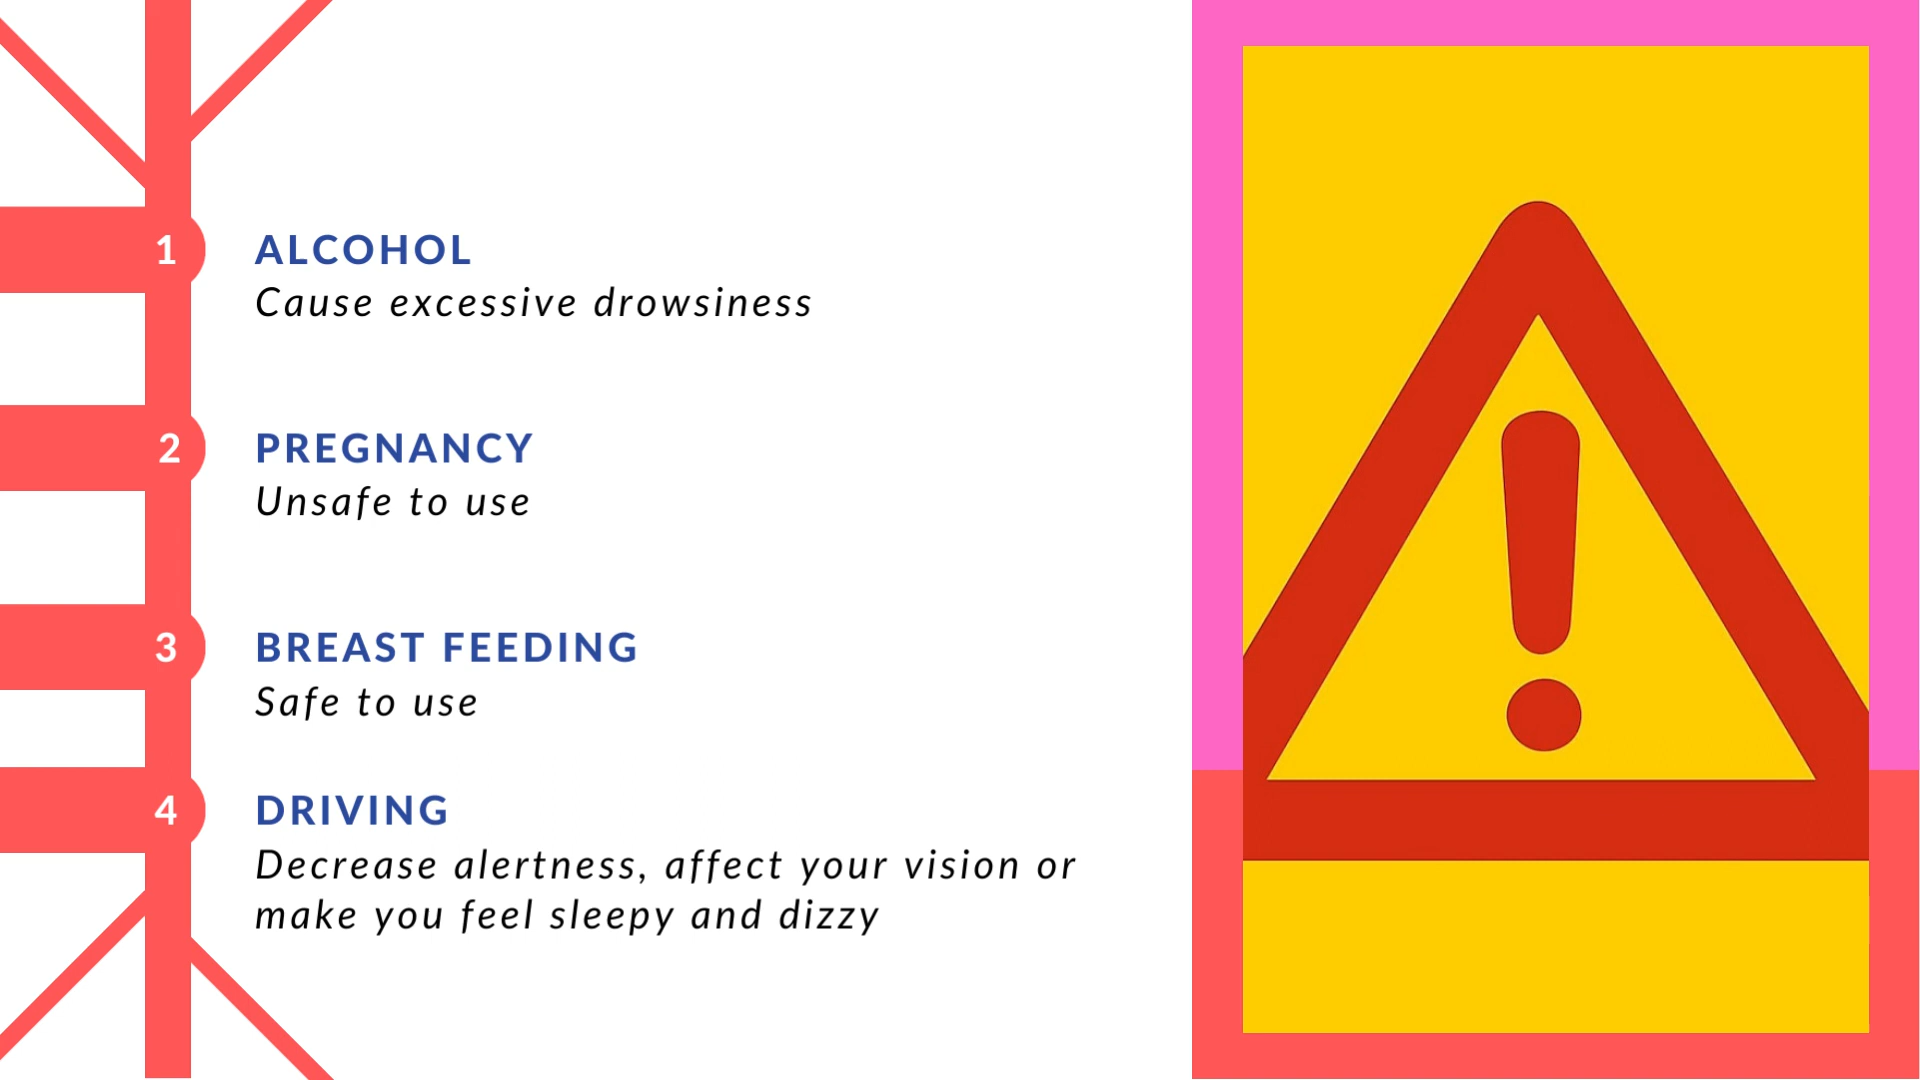 1 ALCOHOL
Cause excessive drowsiness
2 PREGNANCY
Unsafe to use
3 BREAST FEEDING
Safe to use
4 DRIVING
Decrease alertness, affect your vision or
make you feel sleepy and dizzy